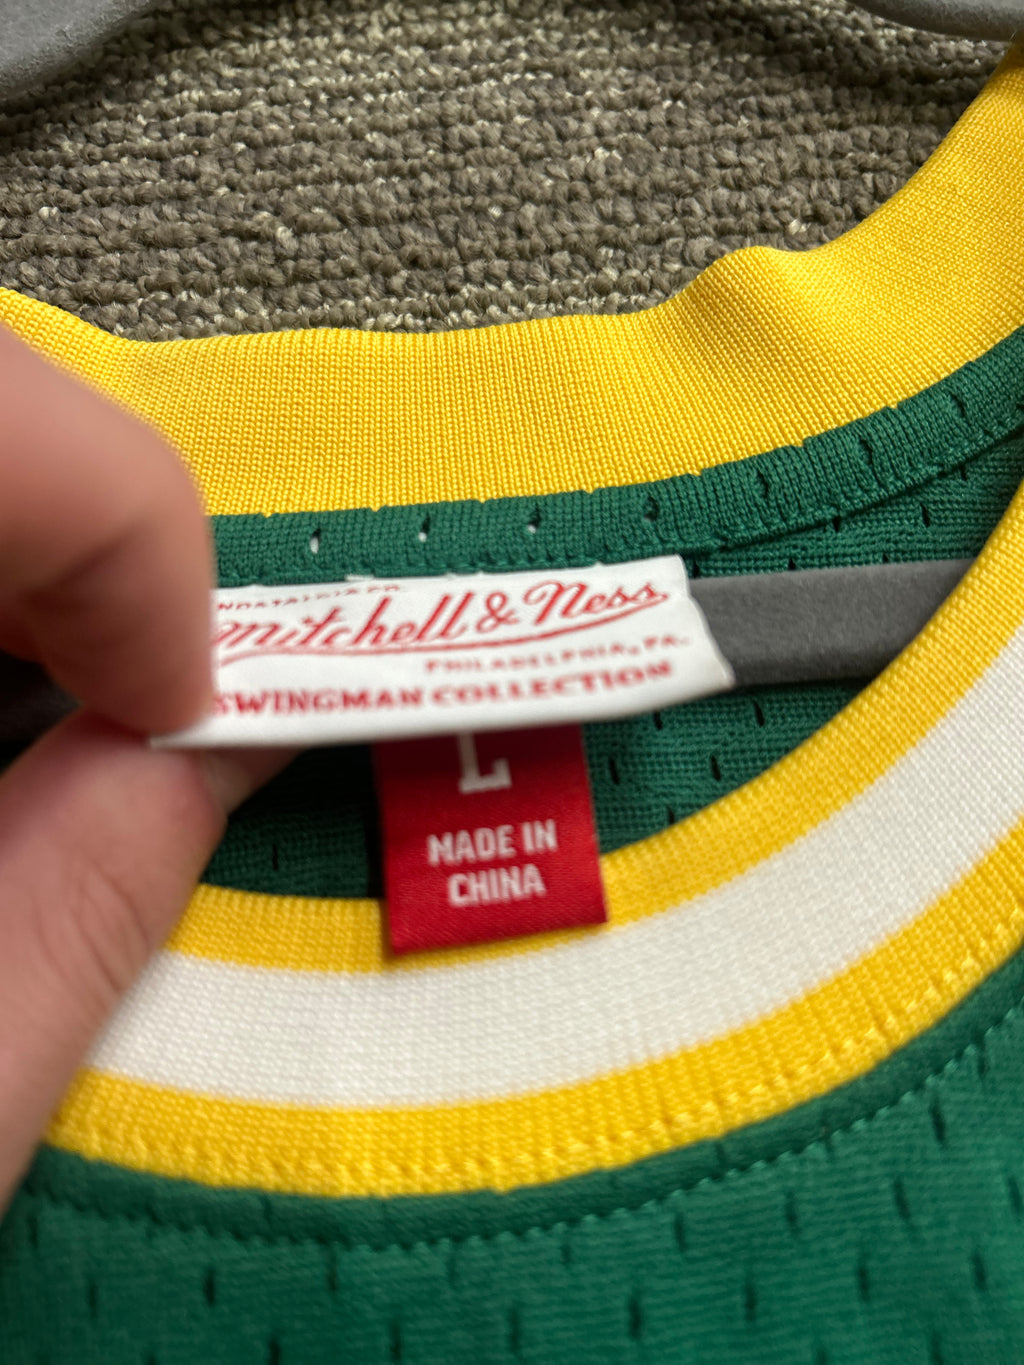 Mitchell & Ness
PHILADELPHIA, PA.
SWINGMAN COLLECTION
L
MADE IN
CHINA